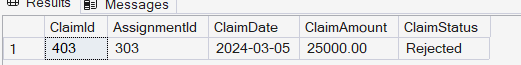 Results Messages
ClaimId AssignmentId ClaimDate ClaimAmount ClaimStatus
1 403 303 2024-03-05 25000.00 Rejected